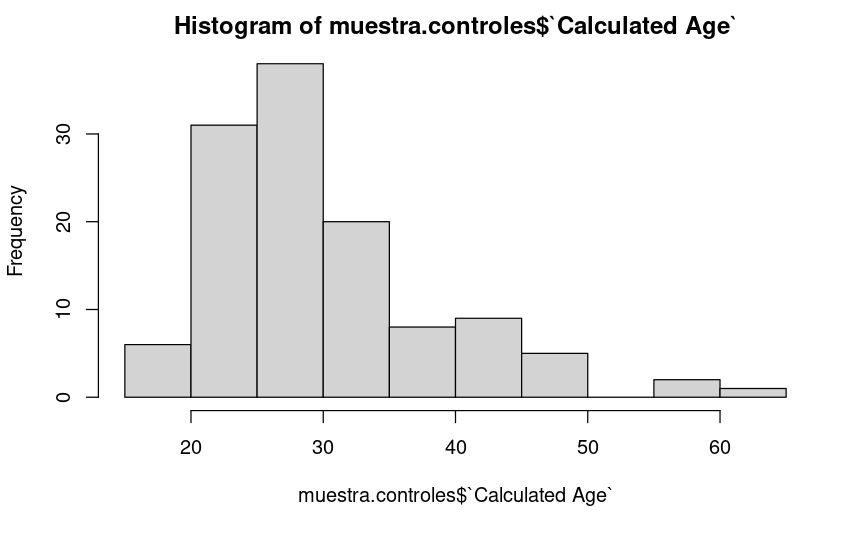 Histogram of muestra.controles$`Calculated Age`
Frequency
30
20
10
0
20 30 40 50 60
muestra.controles$`Calculated Age`